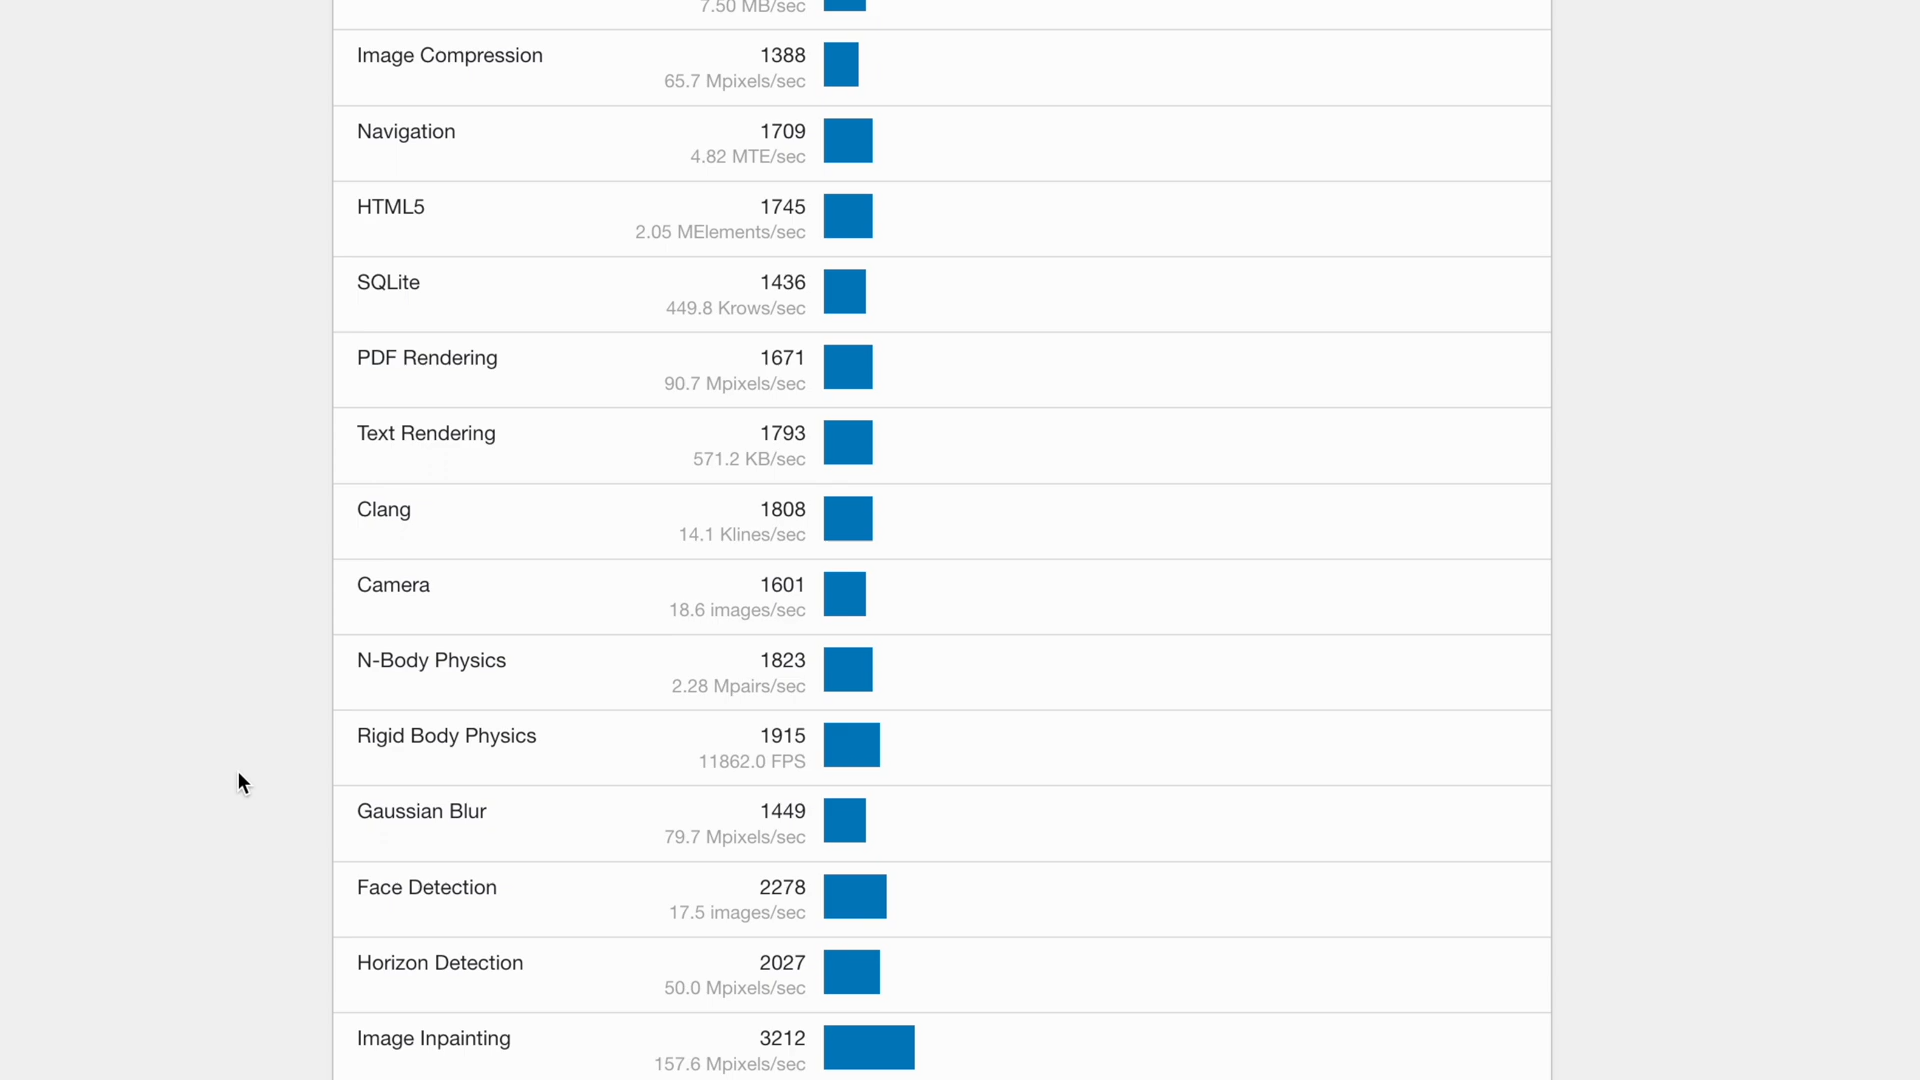 7.50 MB/sec
Image Compression 1388
65.7 Mpixels/sec
Navigation 1709
4.82 MTE/sec
HTML5 1745
2.05 MElements/sec
SQLite 1436
449.8 Krows/sec
PDF Rendering 1671
90.7 Mpixels/sec
Text Rendering 1793
571.2 KB/sec
Clang 1808
14.1 Klines/sec
Camera 1601
18.6 images/sec
N-Body Physics 1823
2.28 Mpairs/sec
Rigid Body Physics 1915
11862.0 FPS
Gaussian Blur 1449
79.7 Mpixels/sec
Face Detection 2278
17.5 images/sec
Horizon Detection 2027
50.0 Mpixels/sec
Image Inpainting 3212
157.6 Mpixels/sec